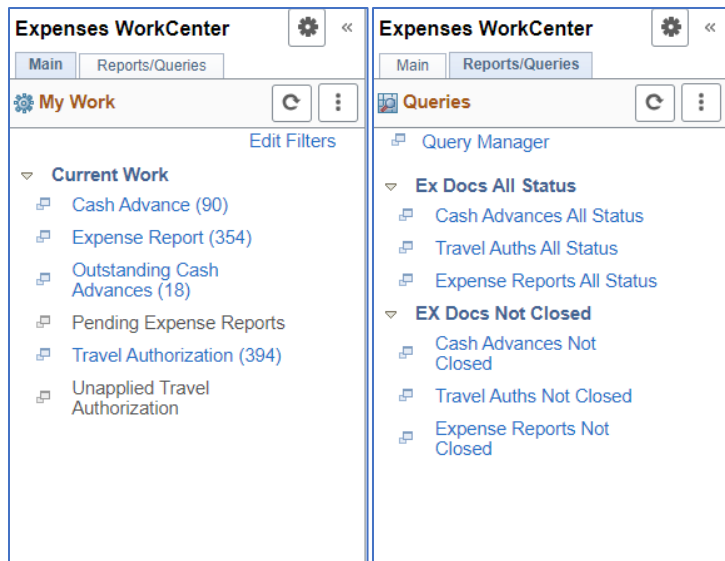 Expenses WorkCenter
«
Main
Reports/Queries
My Work
Edit Filters
Current Work
Cash Advance (90)
Expense Report (354)
Outstanding Cash
Advances (18)
Pending Expense Reports
Travel Authorization (394)
Unapplied Travel
Authorization
Expenses WorkCenter
«
Main
Reports/Queries
Queries
Query Manager
Ex Docs All Status
Cash Advances All Status
Travel Auths All Status
Expense Reports All Status
EX Docs Not Closed
Cash Advances Not
Closed
Travel Auths Not Closed
Expense Reports Not
Closed